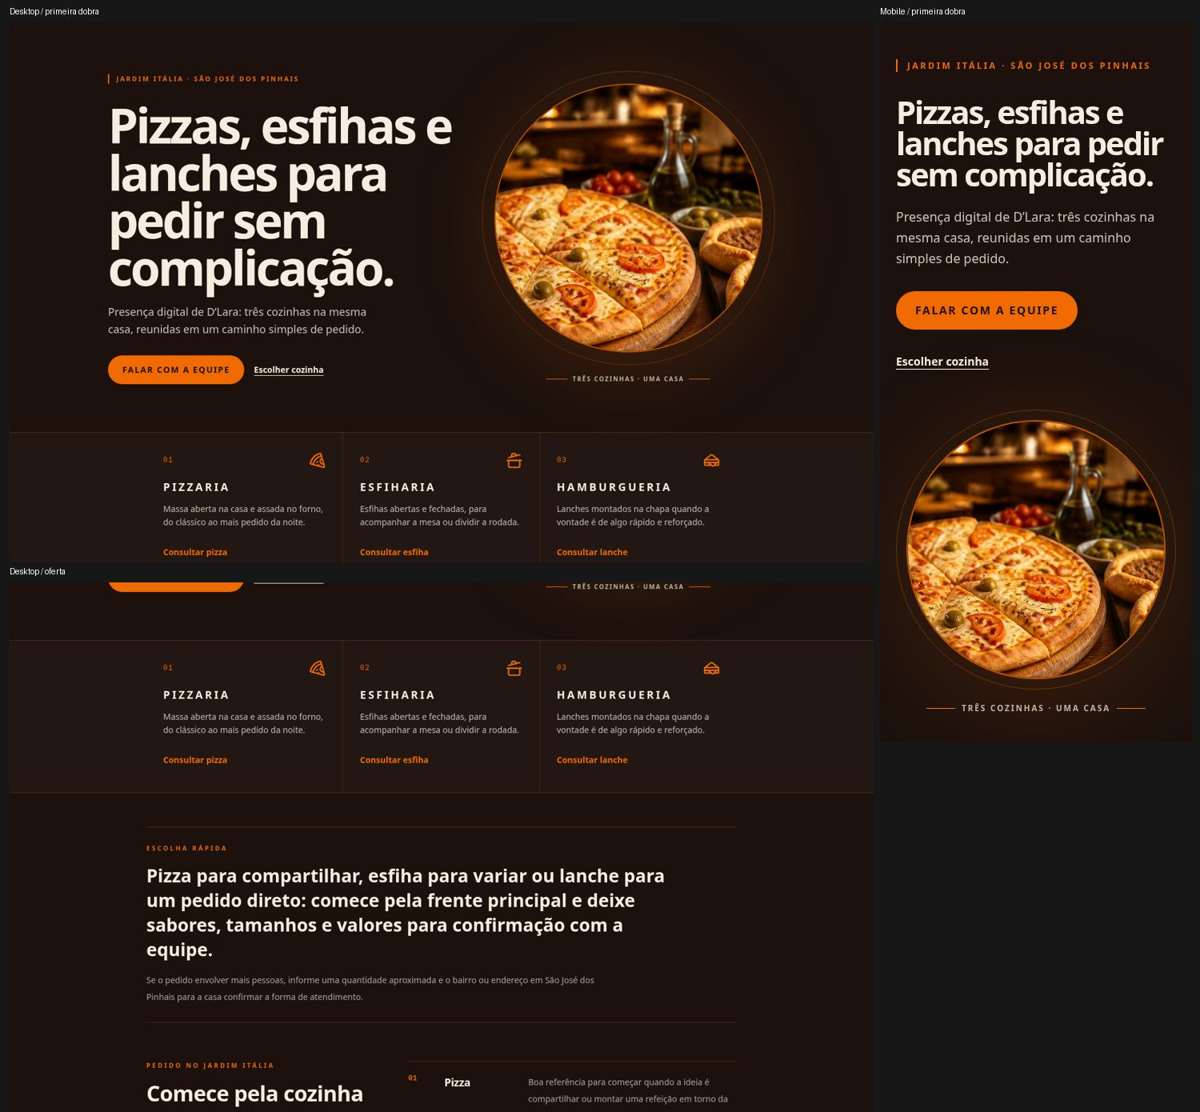 Desktop / primeira dobra
JARDIM ITÁLIA · SÃO JOSÉ DOS PINHAIS
Pizzas, esfihas e
lanches para
pedir sem
complicação.
Presença digital de D’Lara: três cozinhas na mesma
casa, reunidas em um caminho simples de pedido.
FALAR COM A EQUIPE
Escolher cozinha
TRÊS COZINHAS · UMA CASA
01
PIZZARIA
Massa aberta na casa e assada no forno,
do clássico ao mais pedido da noite.
Consultar pizza
02
ESFIHARIA
Esfihas abertas e fechadas, para
acompanhar a mesa ou dividir a rodada.
Consultar esfiha
03
HAMBURGUERIA
Lanches montados na chapa quando a
vontade é de algo rápido e reforçado.
Consultar lanche
Desktop / oferta
TRÊS COZINHAS · UMA CASA
01
PIZZARIA
Massa aberta na casa e assada no forno,
do clássico ao mais pedido da noite.
Consultar pizza
02
ESFIHARIA
Esfihas abertas e fechadas, para
acompanhar a mesa ou dividir a rodada.
Consultar esfiha
03
HAMBURGUERIA
Lanches montados na chapa quando a
vontade é de algo rápido e reforçado.
Consultar lanche
ESCOLHA RÁPIDA
Pizza para compartilhar, esfiha para variar ou lanche para
um pedido direto: comece pela frente principal e deixe
sabores, tamanhos e valores para confirmação com a
equipe.
Se o pedido envolver mais pessoas, informe uma quantidade aproximada e o bairro ou endereço em São José dos
Pinhais para a casa confirmar a forma de atendimento.
PEDIDO NO JARDIM ITÁLIA
Comece pela cozinha
01
Pizza
Boa referência para começar quando a ideia é
compartilhar ou montar uma refeição em torno da
Mobile / primeira dobra
JARDIM ITÁLIA · SÃO JOSÉ DOS PINHAIS
Pizzas, esfihas e
lanches para pedir
sem complicação.
Presença digital de D’Lara: três cozinhas na
mesma casa, reunidas em um caminho
simples de pedido.
FALAR COM A EQUIPE
Escolher cozinha
TRÊS COZINHAS · UMA CASA